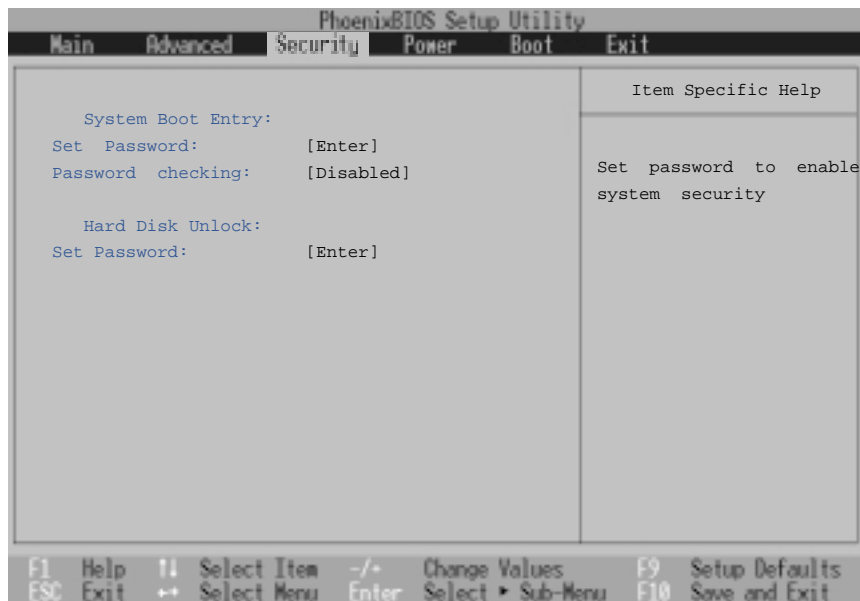 PhoenixBIOS Setup Utility
Main Advanced Security Power Boot Exit
Item Specific Help
System Boot Entry:
Set Password: [Enter]
Password checking: [Disabled]
Set password to enable
system security
Hard Disk Unlock:
Set Password: [Enter]
F1 Help ↑↓ Select Item -/+ Change Values F9 Setup Defaults
ESC Exit ↔ Select Menu Enter Select ▸ Sub-Menu F10 Save and Exit